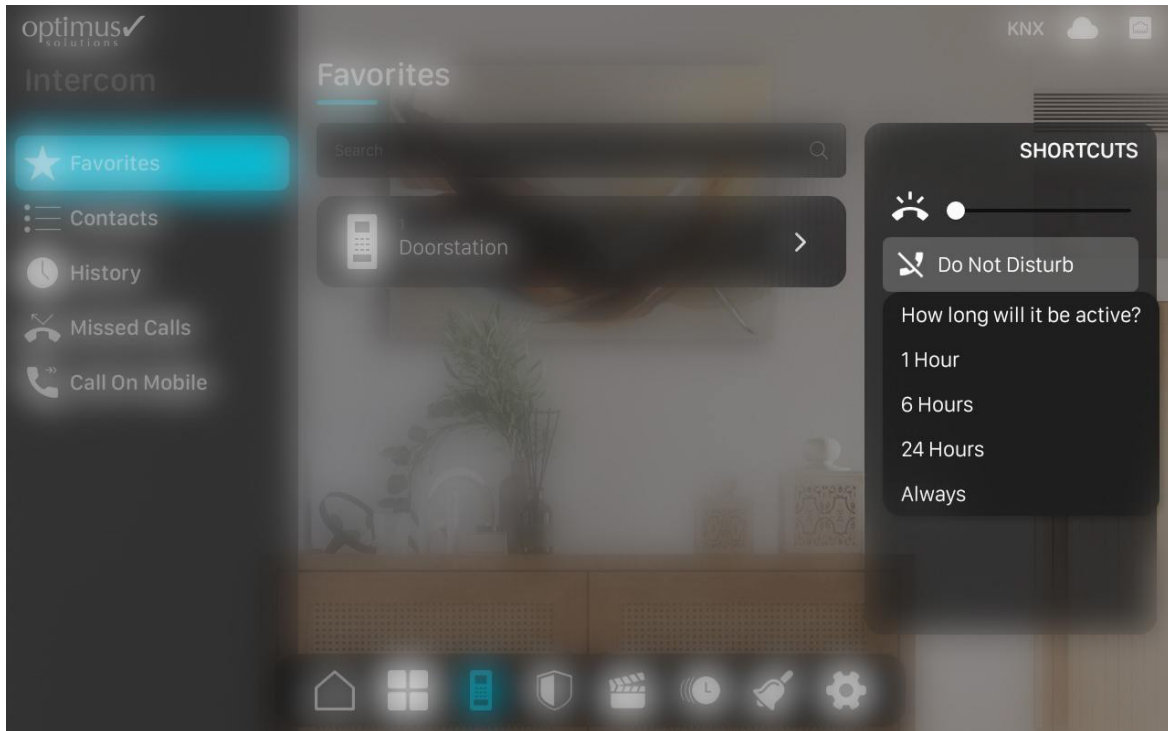 optimus✓
solutions
KNX
Intercom
Favorites
Contacts
History
Missed Calls
Call On Mobile
Favorites
Search
1
Doorstation
SHORTCUTS
Do Not Disturb
How long will it be active?
1 Hour
6 Hours
24 Hours
Always